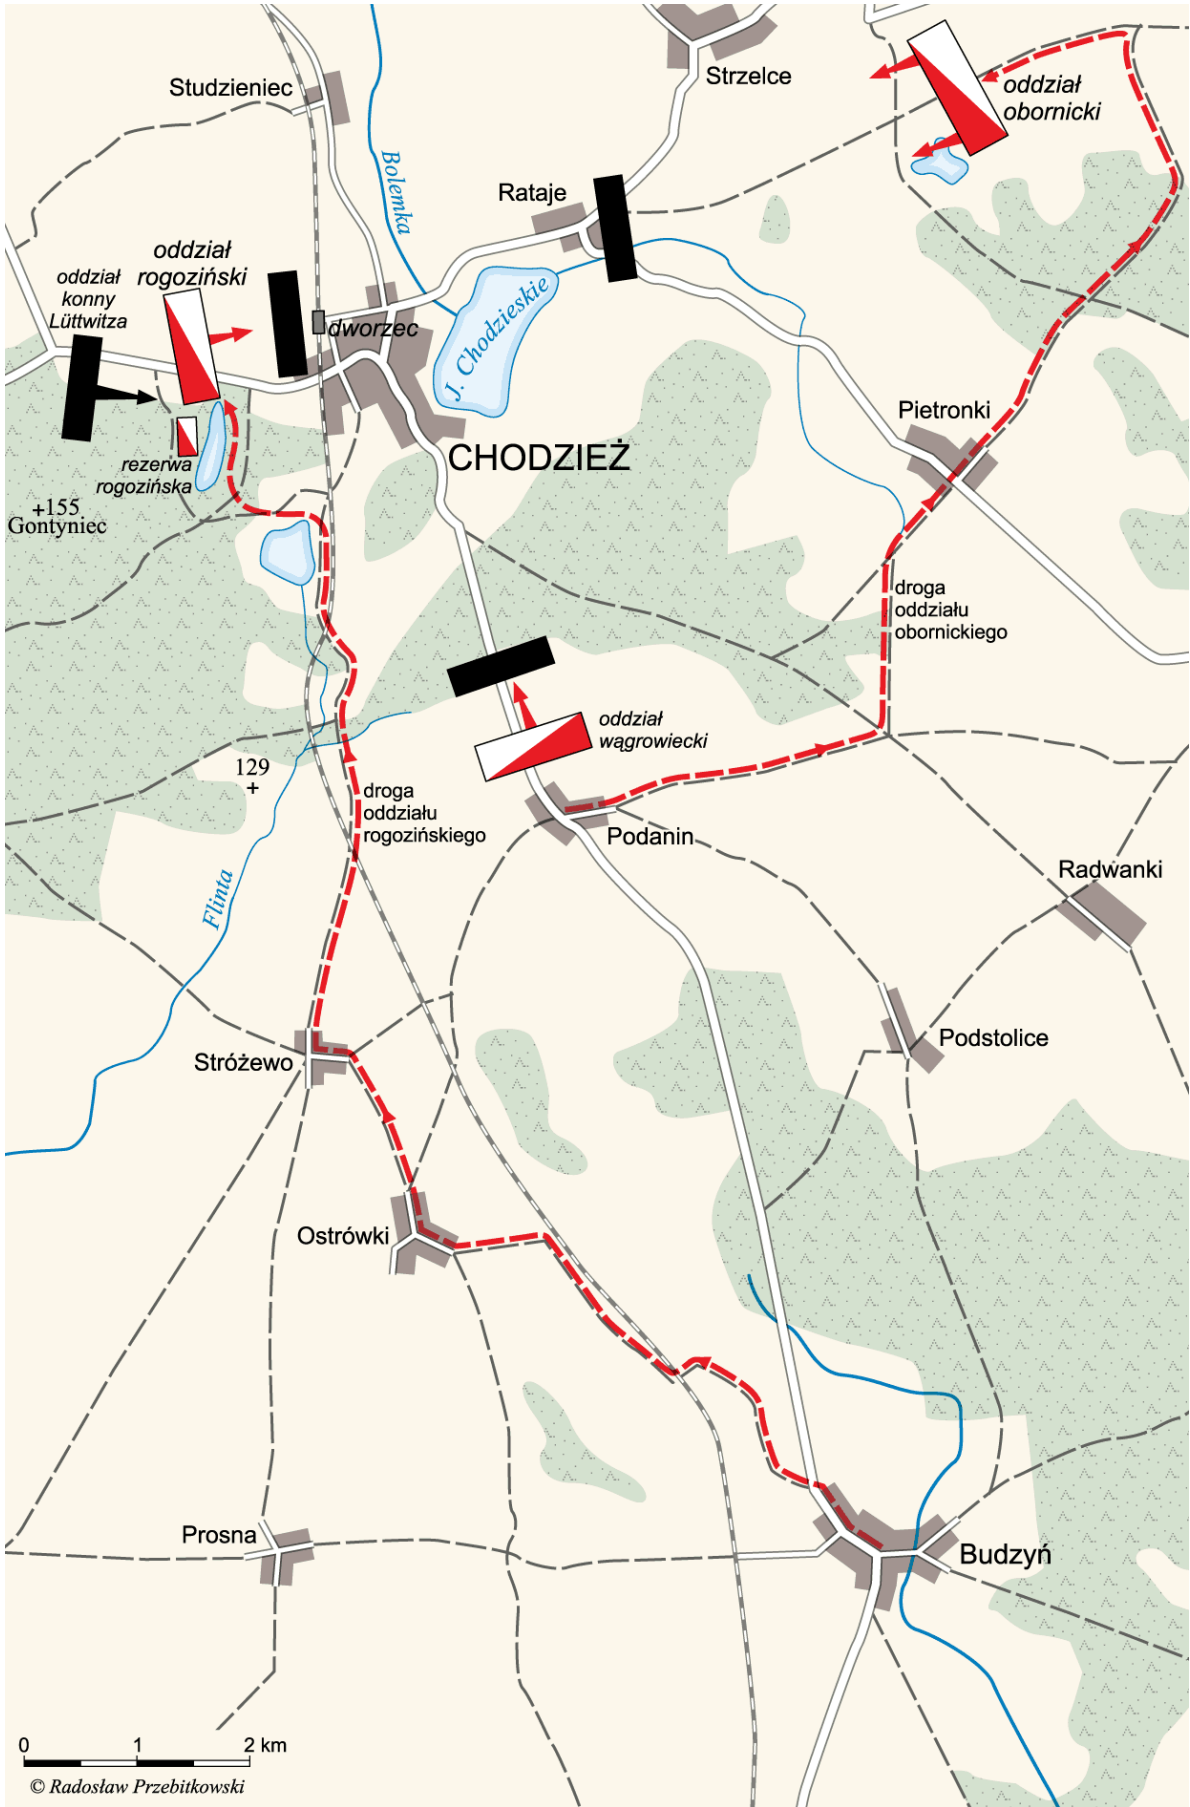 Strzelce
Studzieniec
oddział
obornicki
Bolemka
Rataje
oddział
rogoziński
oddział
konny
Lüttwitza
dworzec
J. Chodzieskie
Pietronki
CHODZIEŻ
rezerwa
rogozińska
+155
Gontyniec
droga
oddziału
obornickiego
oddział
wągrowiecki
129
+
droga
oddziału
rogozińskiego
Podanin
Radwanki
Flinta
Podstolice
Stróżewo
Ostrówki
Prosna
Budzyń
0 1 2 km
© Radosław Przebitkowski